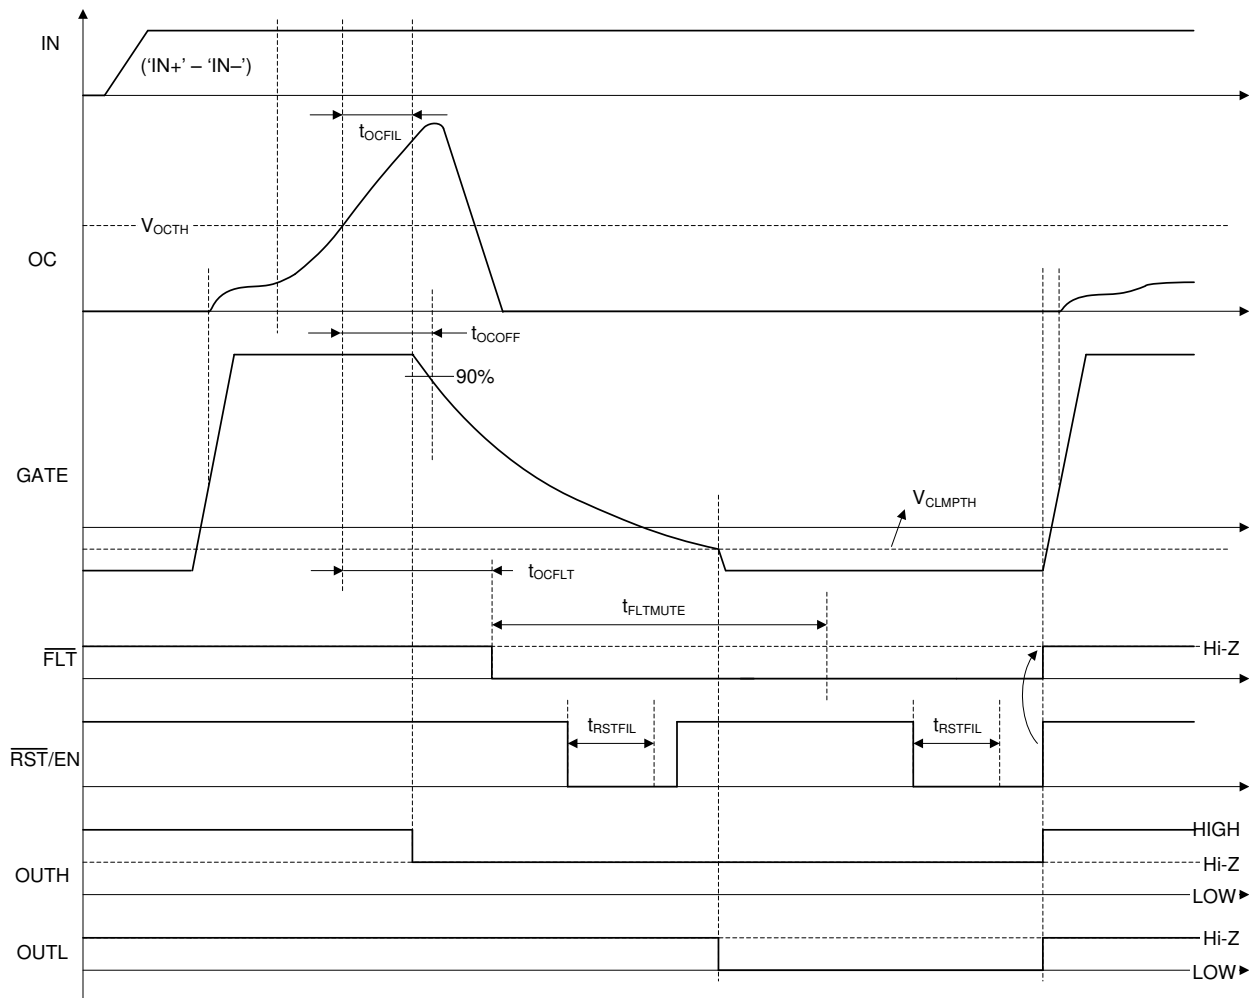 IN
('IN+' – 'IN–')
tOCFIL
VOCTH
OC
tOCOFF
90%
GATE
VCLMPTH
tOCFLT
tFLTMUTE
FLT
Hi-Z
tRSTFIL
tRSTFIL
RST/EN
HIGH
OUTH
Hi-Z
LOW
OUTL
Hi-Z
LOW